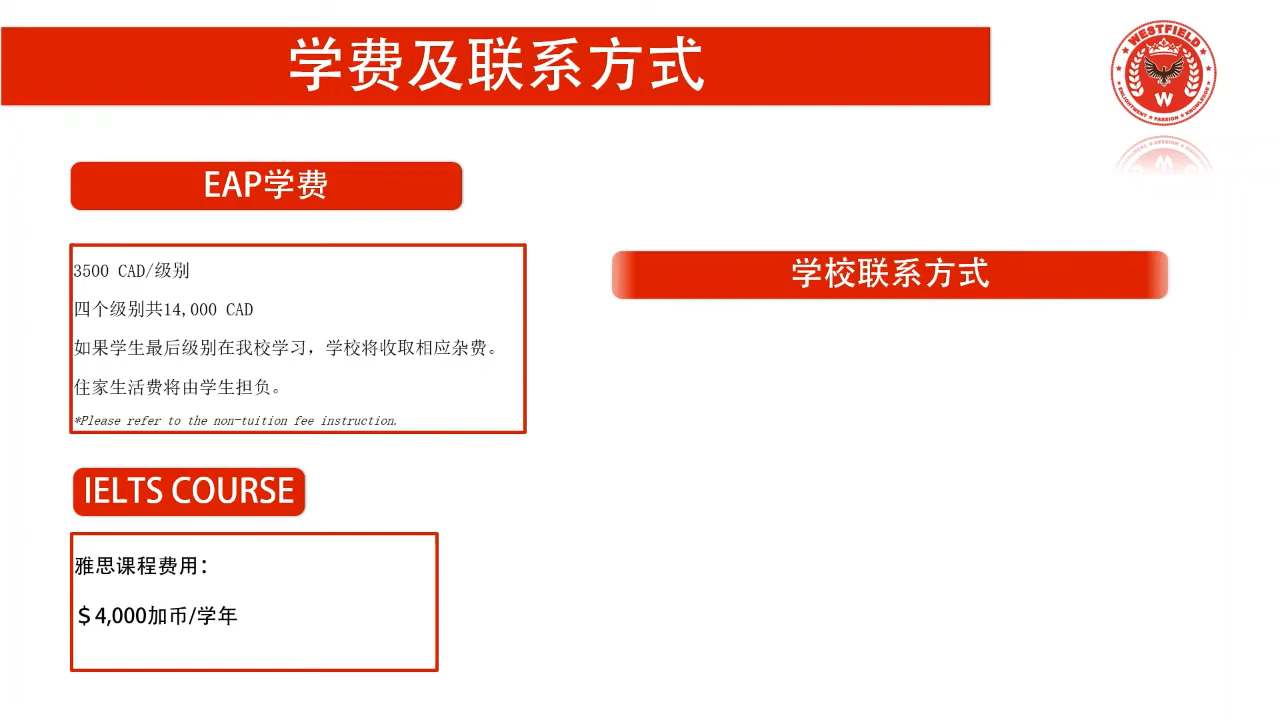 学费及联系方式
WESTFIELD
W
ENLIGHTMENT ★ PASSION ★ KNOWLEDGE
EAP学费
3500 CAD/级别
四个级别共14,000 CAD
如果学生最后级别在我校学习，学校将收取相应杂费。
住家生活费将由学生担负。
*Please refer to the non-tuition fee instruction.
学校联系方式
IELTS COURSE
雅思课程费用：
＄4,000加币/学年